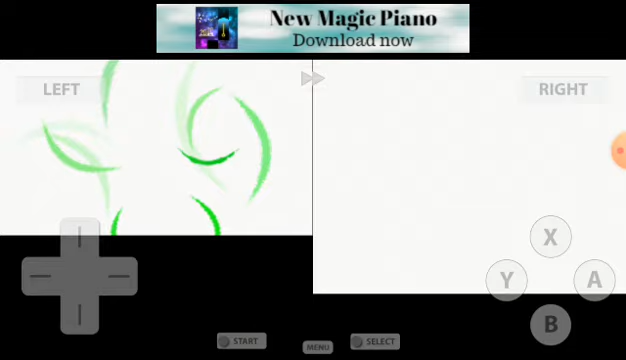 New Magic Piano
Download now
LEFT
RIGHT
X
Y
A
B
START
MENU
SELECT